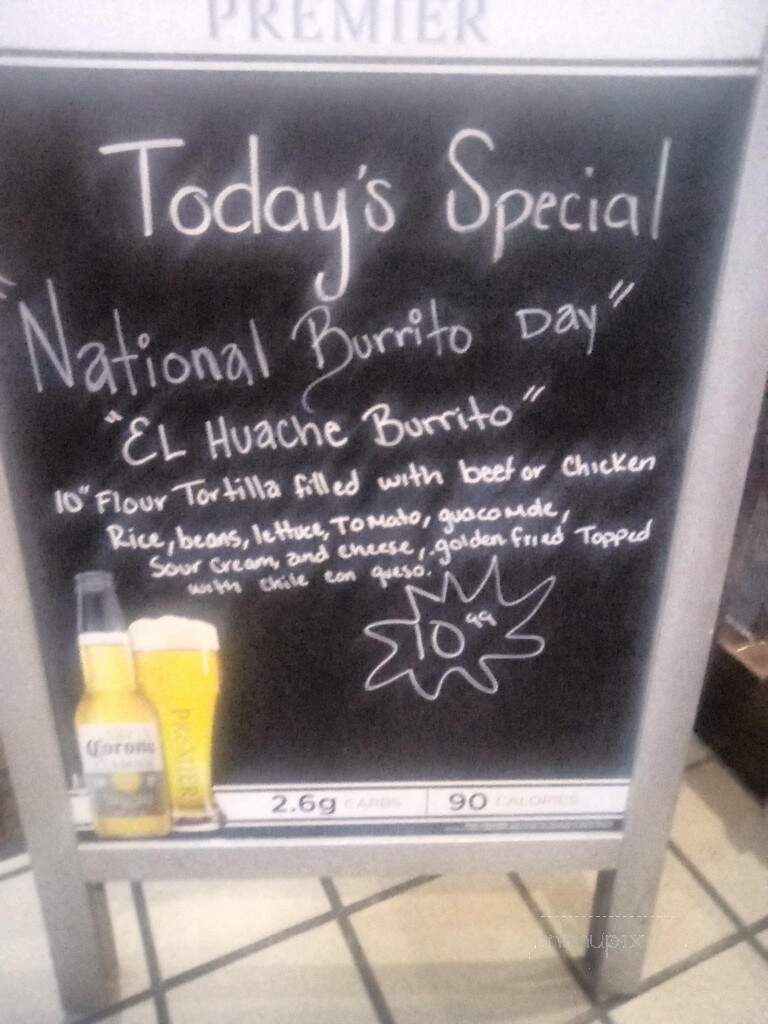 PREMIER
Today's Special
"National Burrito Day"
"EL Huache Burrito"
10" Flour Tortilla filled with beef or Chicken
Rice, beans, lettuce, Tomato, guacamole,
Sour cream, and cheese, golden fried Topped
with chile con queso.
10.99
Corona
PREMIER
2.6g CARBS 90 CALORIES